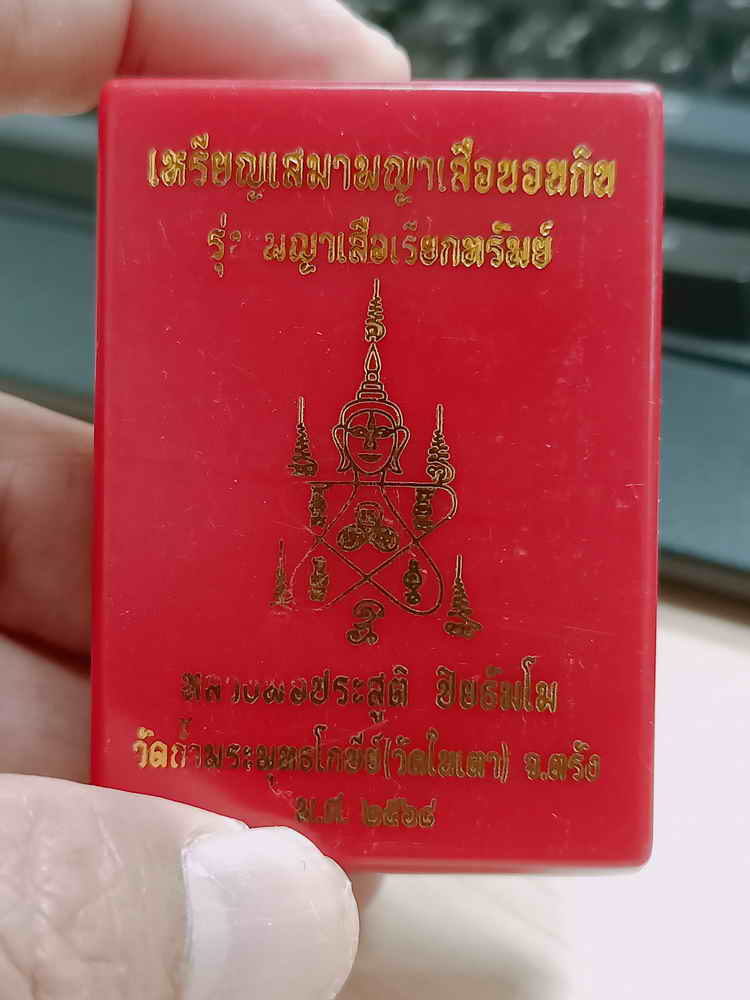 เหรียญเสมาพญาเสือนอนกิน
รุ่น พญาเสือเรียกทรัพย์
หลวงพ่อประสูติ ปิยธัมโม
วัดถ้ำพระพุทธโกษีย์(วัดในเตา) จ.ตรัง
พ.ศ. ๒๕๖๔